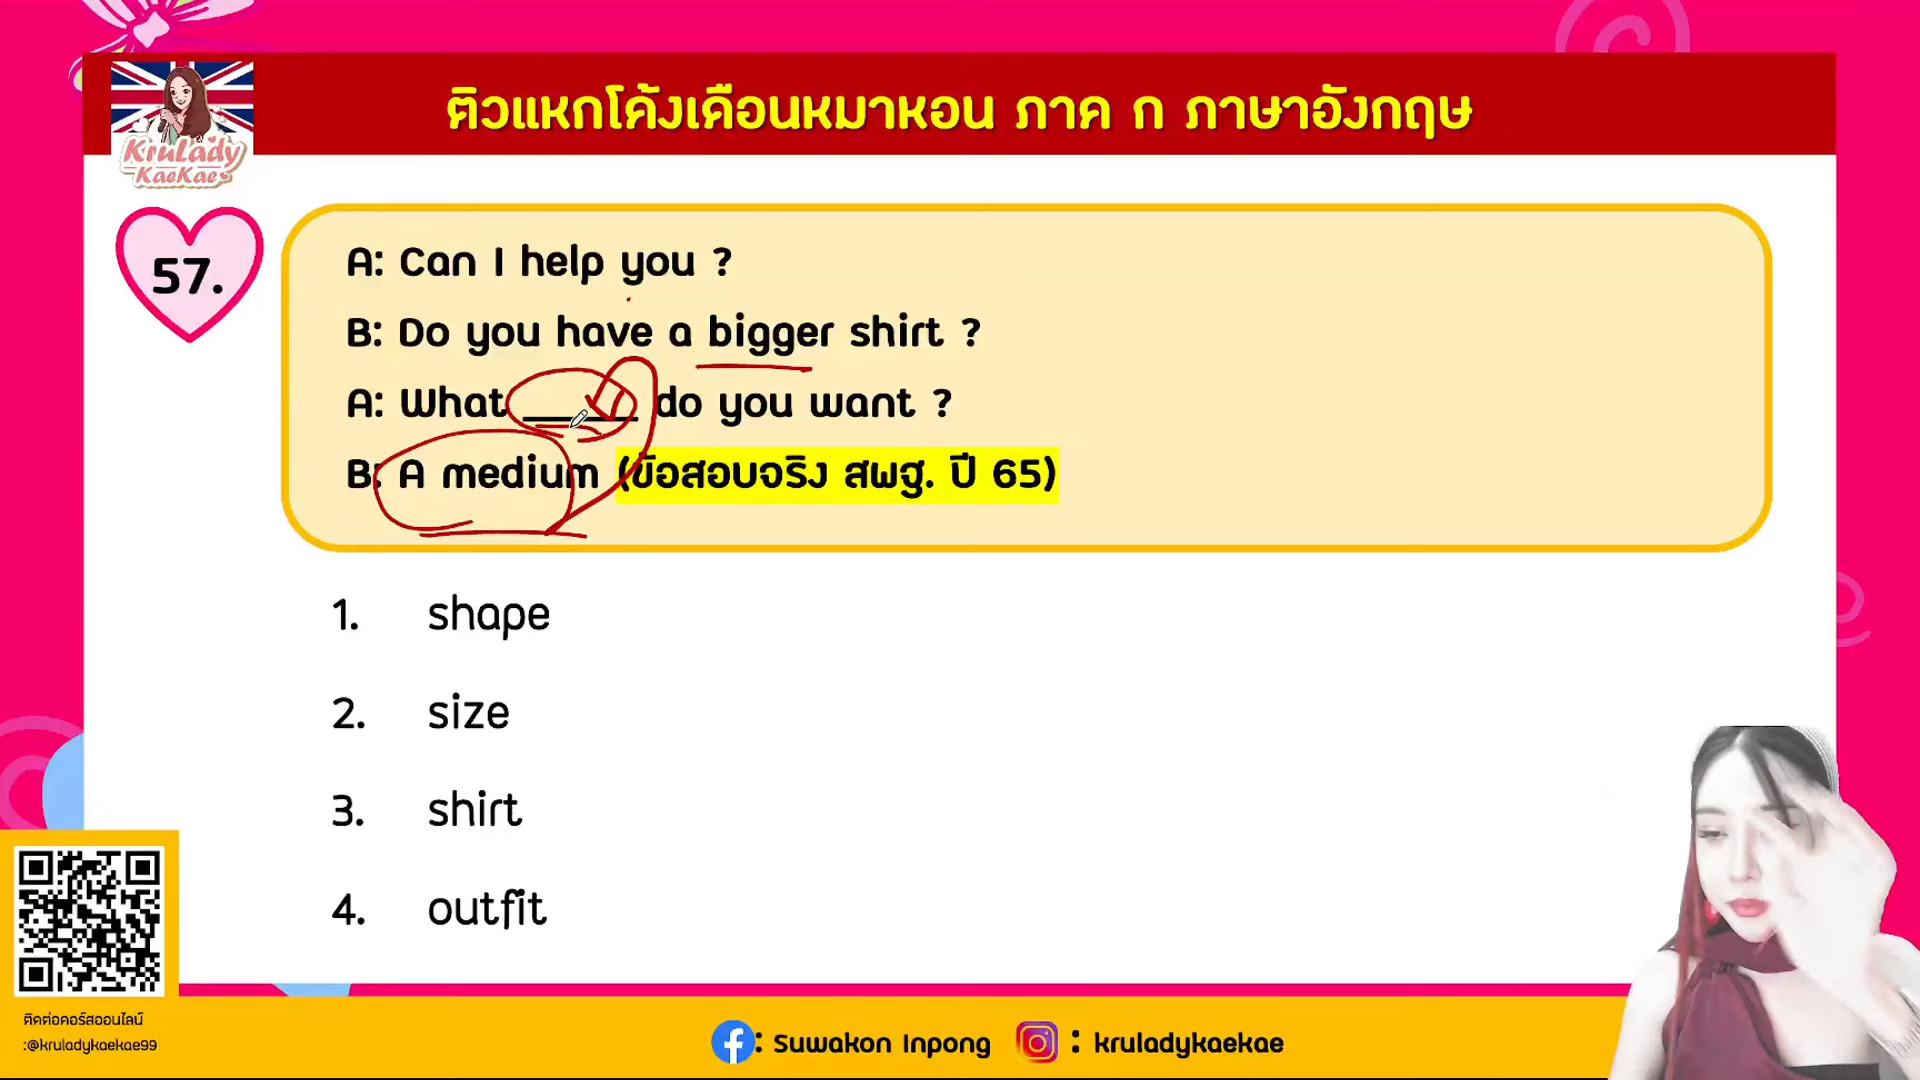 ติวแหกโค้งเดือนหมาหอน ภาค ก ภาษาอังกฤษ
KruLady
KaeKae
57.
A: Can I help you ?
B: Do you have a bigger shirt ?
A: What _____ do you want ?
B: A medium (ข้อสอบจริง สพฐ. ปี 65)
1. shape
2. size
3. shirt
4. outfit
ติดต่อคอร์สออนไลน์
:@kruladykaekae99
: Suwakon Inpong
: kruladykaekae